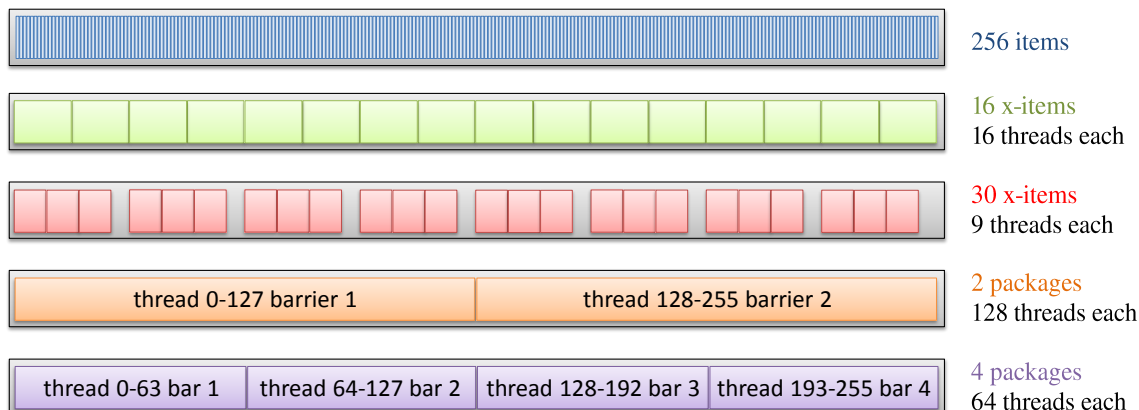 256 items
16 x-items
16 threads each
30 x-items
9 threads each
thread 0-127 barrier 1
thread 128-255 barrier 2
2 packages
128 threads each
thread 0-63 bar 1
thread 64-127 bar 2
thread 128-192 bar 3
thread 193-255 bar 4
4 packages
64 threads each